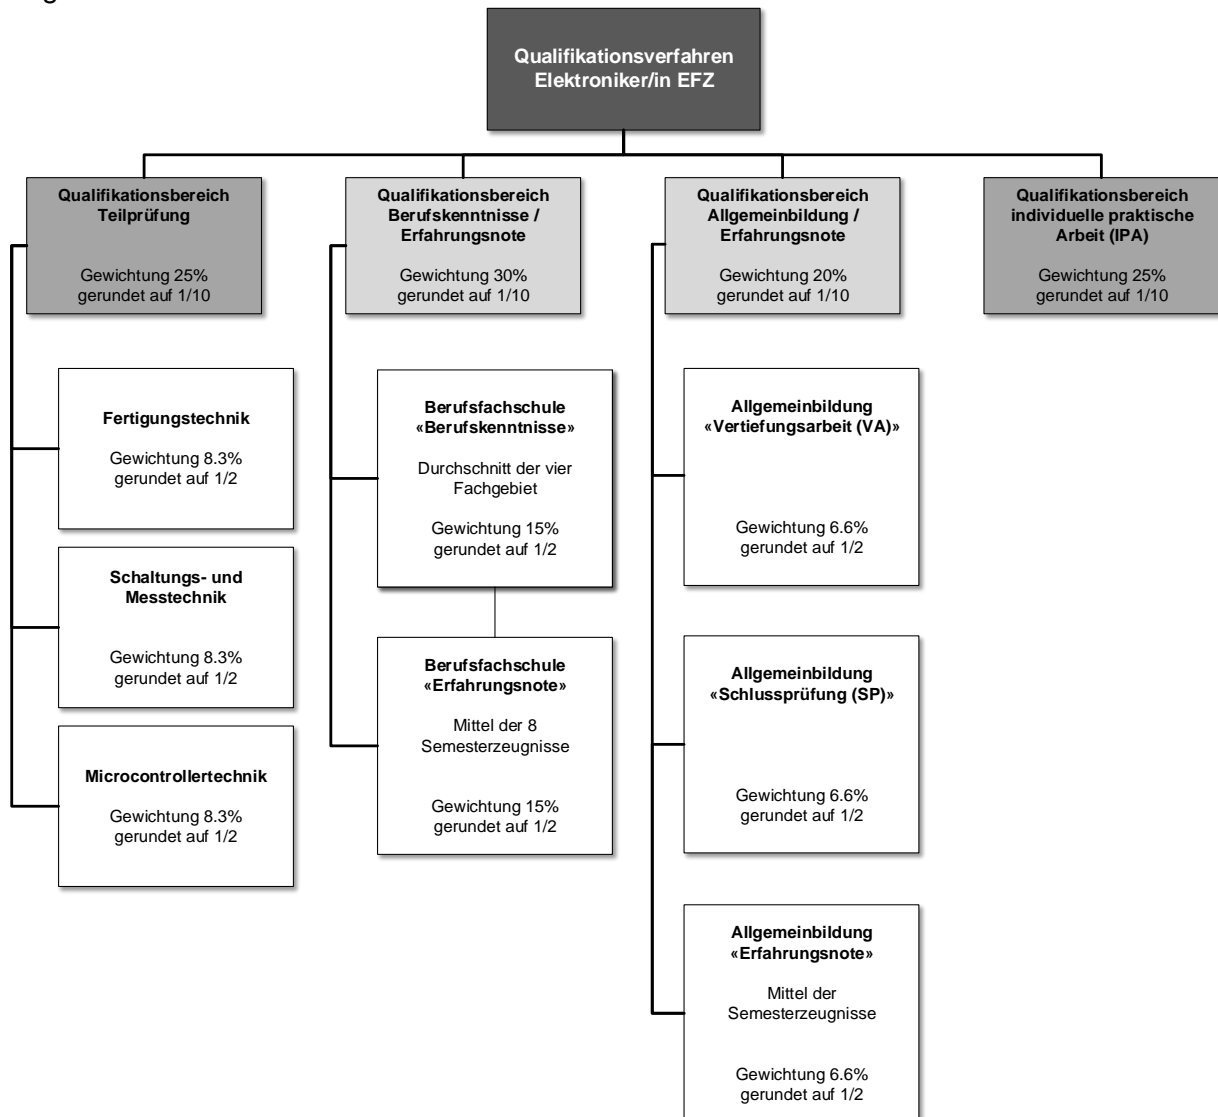 Qualifikationsverfahren
Elektroniker/in EFZ
Qualifikationsbereich
Teilprüfung
Gewichtung 25%
gerundet auf 1/10
Qualifikationsbereich
Berufskenntnisse /
Erfahrungsnote
Gewichtung 30%
gerundet auf 1/10
Qualifikationsbereich
Allgemeinbildung /
Erfahrungsnote
Gewichtung 20%
gerundet auf 1/10
Qualifikationsbereich
individuelle praktische
Arbeit (IPA)
Gewichtung 25%
gerundet auf 1/10
Fertigungstechnik
Gewichtung 8.3%
gerundet auf 1/2
Schaltungs- und
Messtechnik
Gewichtung 8.3%
gerundet auf 1/2
Microcontrollertechnik
Gewichtung 8.3%
gerundet auf 1/2
Berufsfachschule
«Berufskenntnisse»
Durchschnitt der vier
Fachgebiet
Gewichtung 15%
gerundet auf 1/2
Berufsfachschule
«Erfahrungsnote»
Mittel der 8
Semesterzeugnisse
Gewichtung 15%
gerundet auf 1/2
Allgemeinbildung
«Vertiefungsarbeit (VA)»
Gewichtung 6.6%
gerundet auf 1/2
Allgemeinbildung
«Schlussprüfung (SP)»
Gewichtung 6.6%
gerundet auf 1/2
Allgemeinbildung
«Erfahrungsnote»
Mittel der
Semesterzeugnisse
Gewichtung 6.6%
gerundet auf 1/2